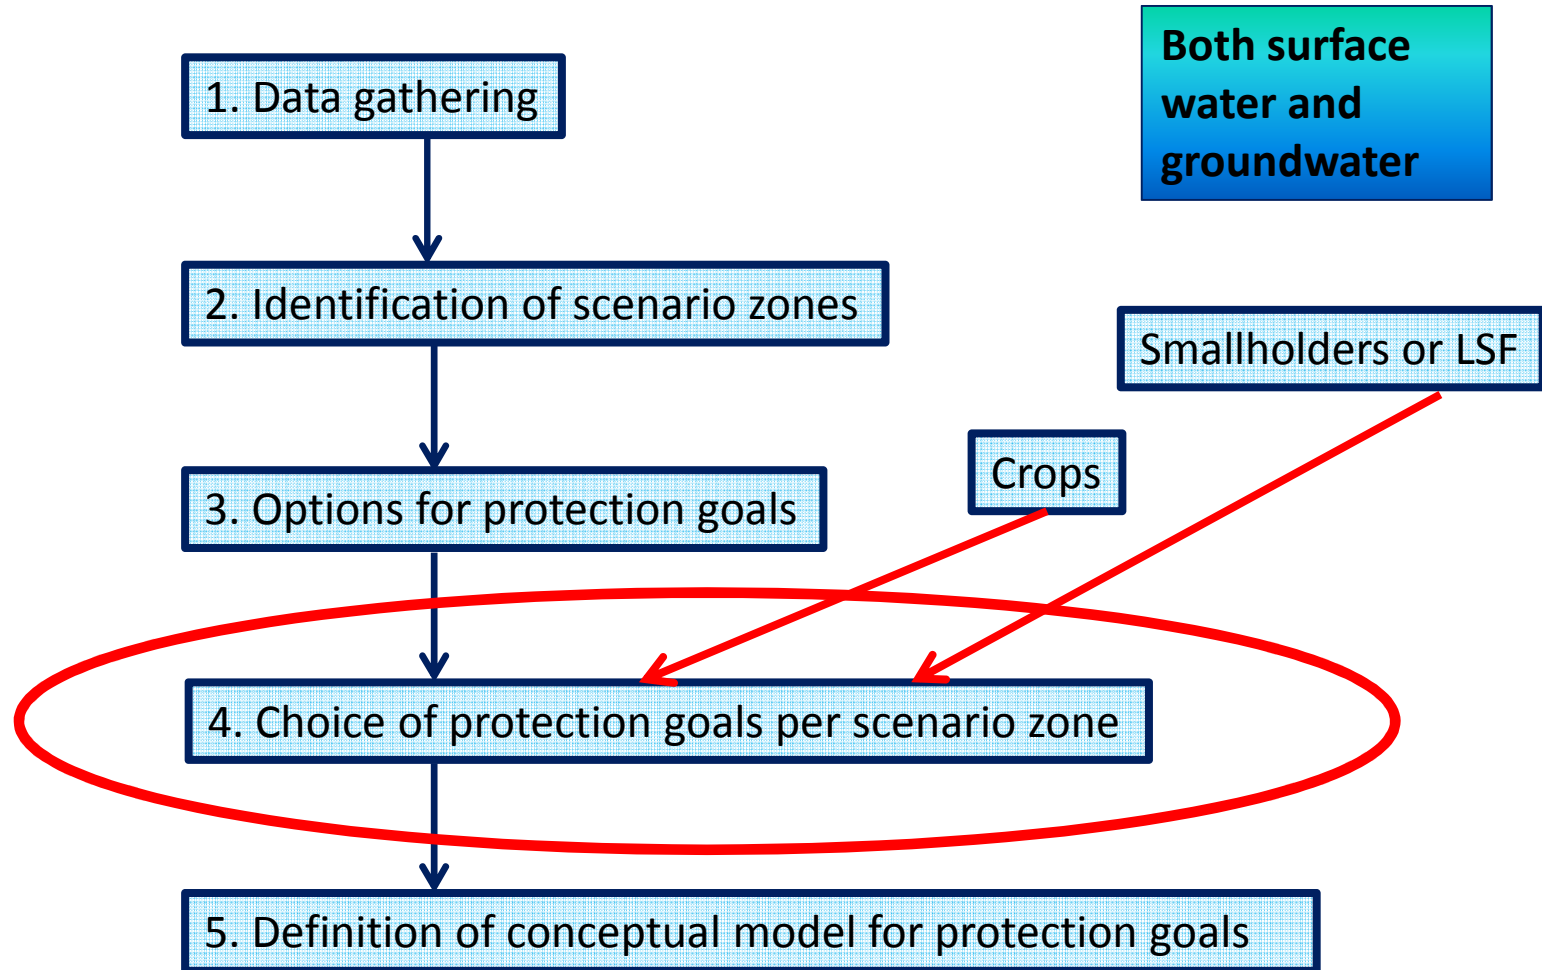 Both surface
water and
groundwater
1. Data gathering
2. Identification of scenario zones
Smallholders or LSF
Crops
3. Options for protection goals
4. Choice of protection goals per scenario zone
5. Definition of conceptual model for protection goals